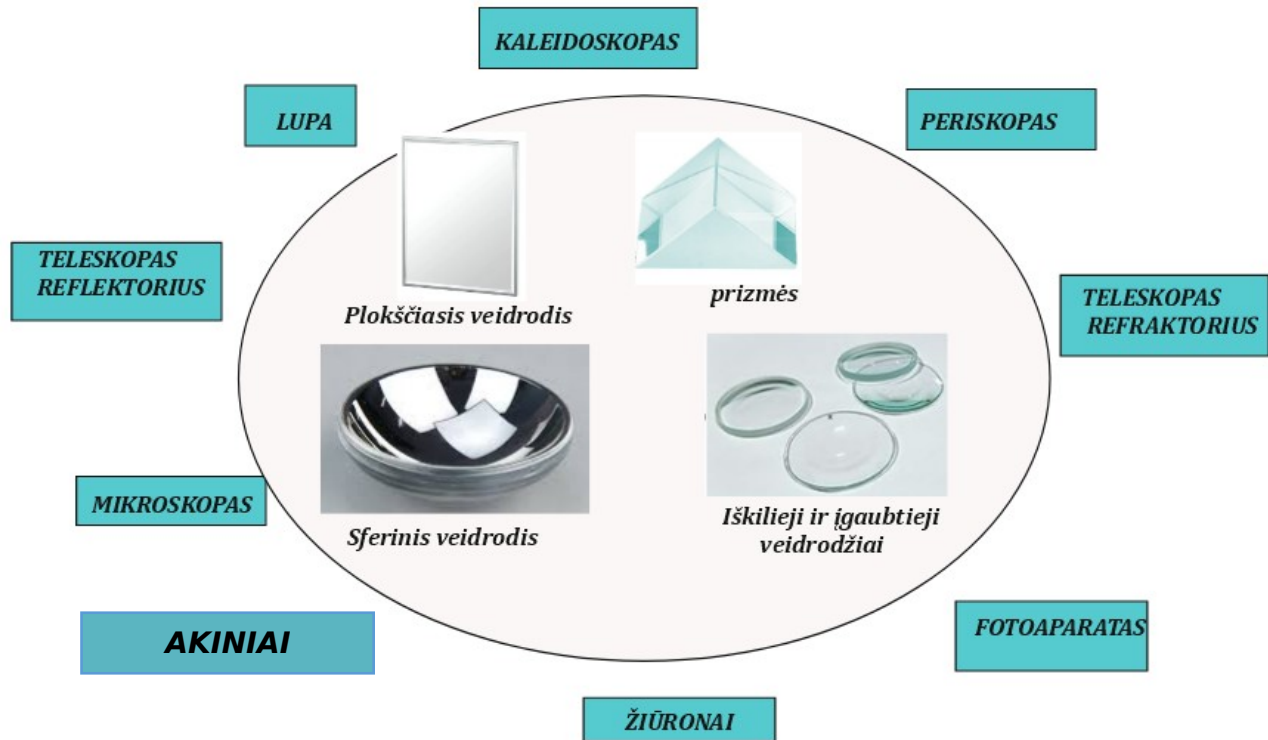 KALEIDOSKOPAS
LUPA
PERISKOPAS
TELESKOPAS
REFLEKTORIUS
Plokščiasis veidrodis
prizmės
TELESKOPAS
REFRAKTORIUS
MIKROSKOPAS
Sferinis veidrodis
Iškilieji ir įgaubtieji
veidrodžiai
AKINIAI
FOTOAPARATAS
ŽIŪRONAI